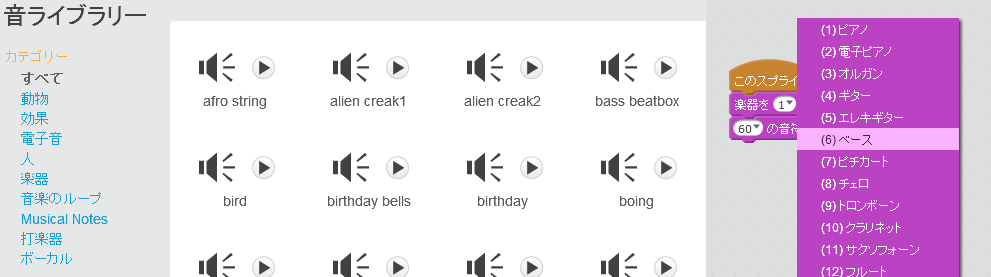 音ライブラリー
カテゴリー
すべて
動物
効果
電子音
人
楽器
音楽のループ
Musical Notes
打楽器
ボーカル
afro string
alien creak1
alien creak2
bass beatbox
bird
birthday bells
birthday
boing
このスプライ
楽器を 1
60 の音符
(1) ピアノ
(2) 電子ピアノ
(3) オルガン
(4) ギター
(5) エレキギター
(6) ベース
(7) ピチカート
(8) チェロ
(9) トロンボーン
(10) クラリネット
(11) サクソフォーン
(12) フルート